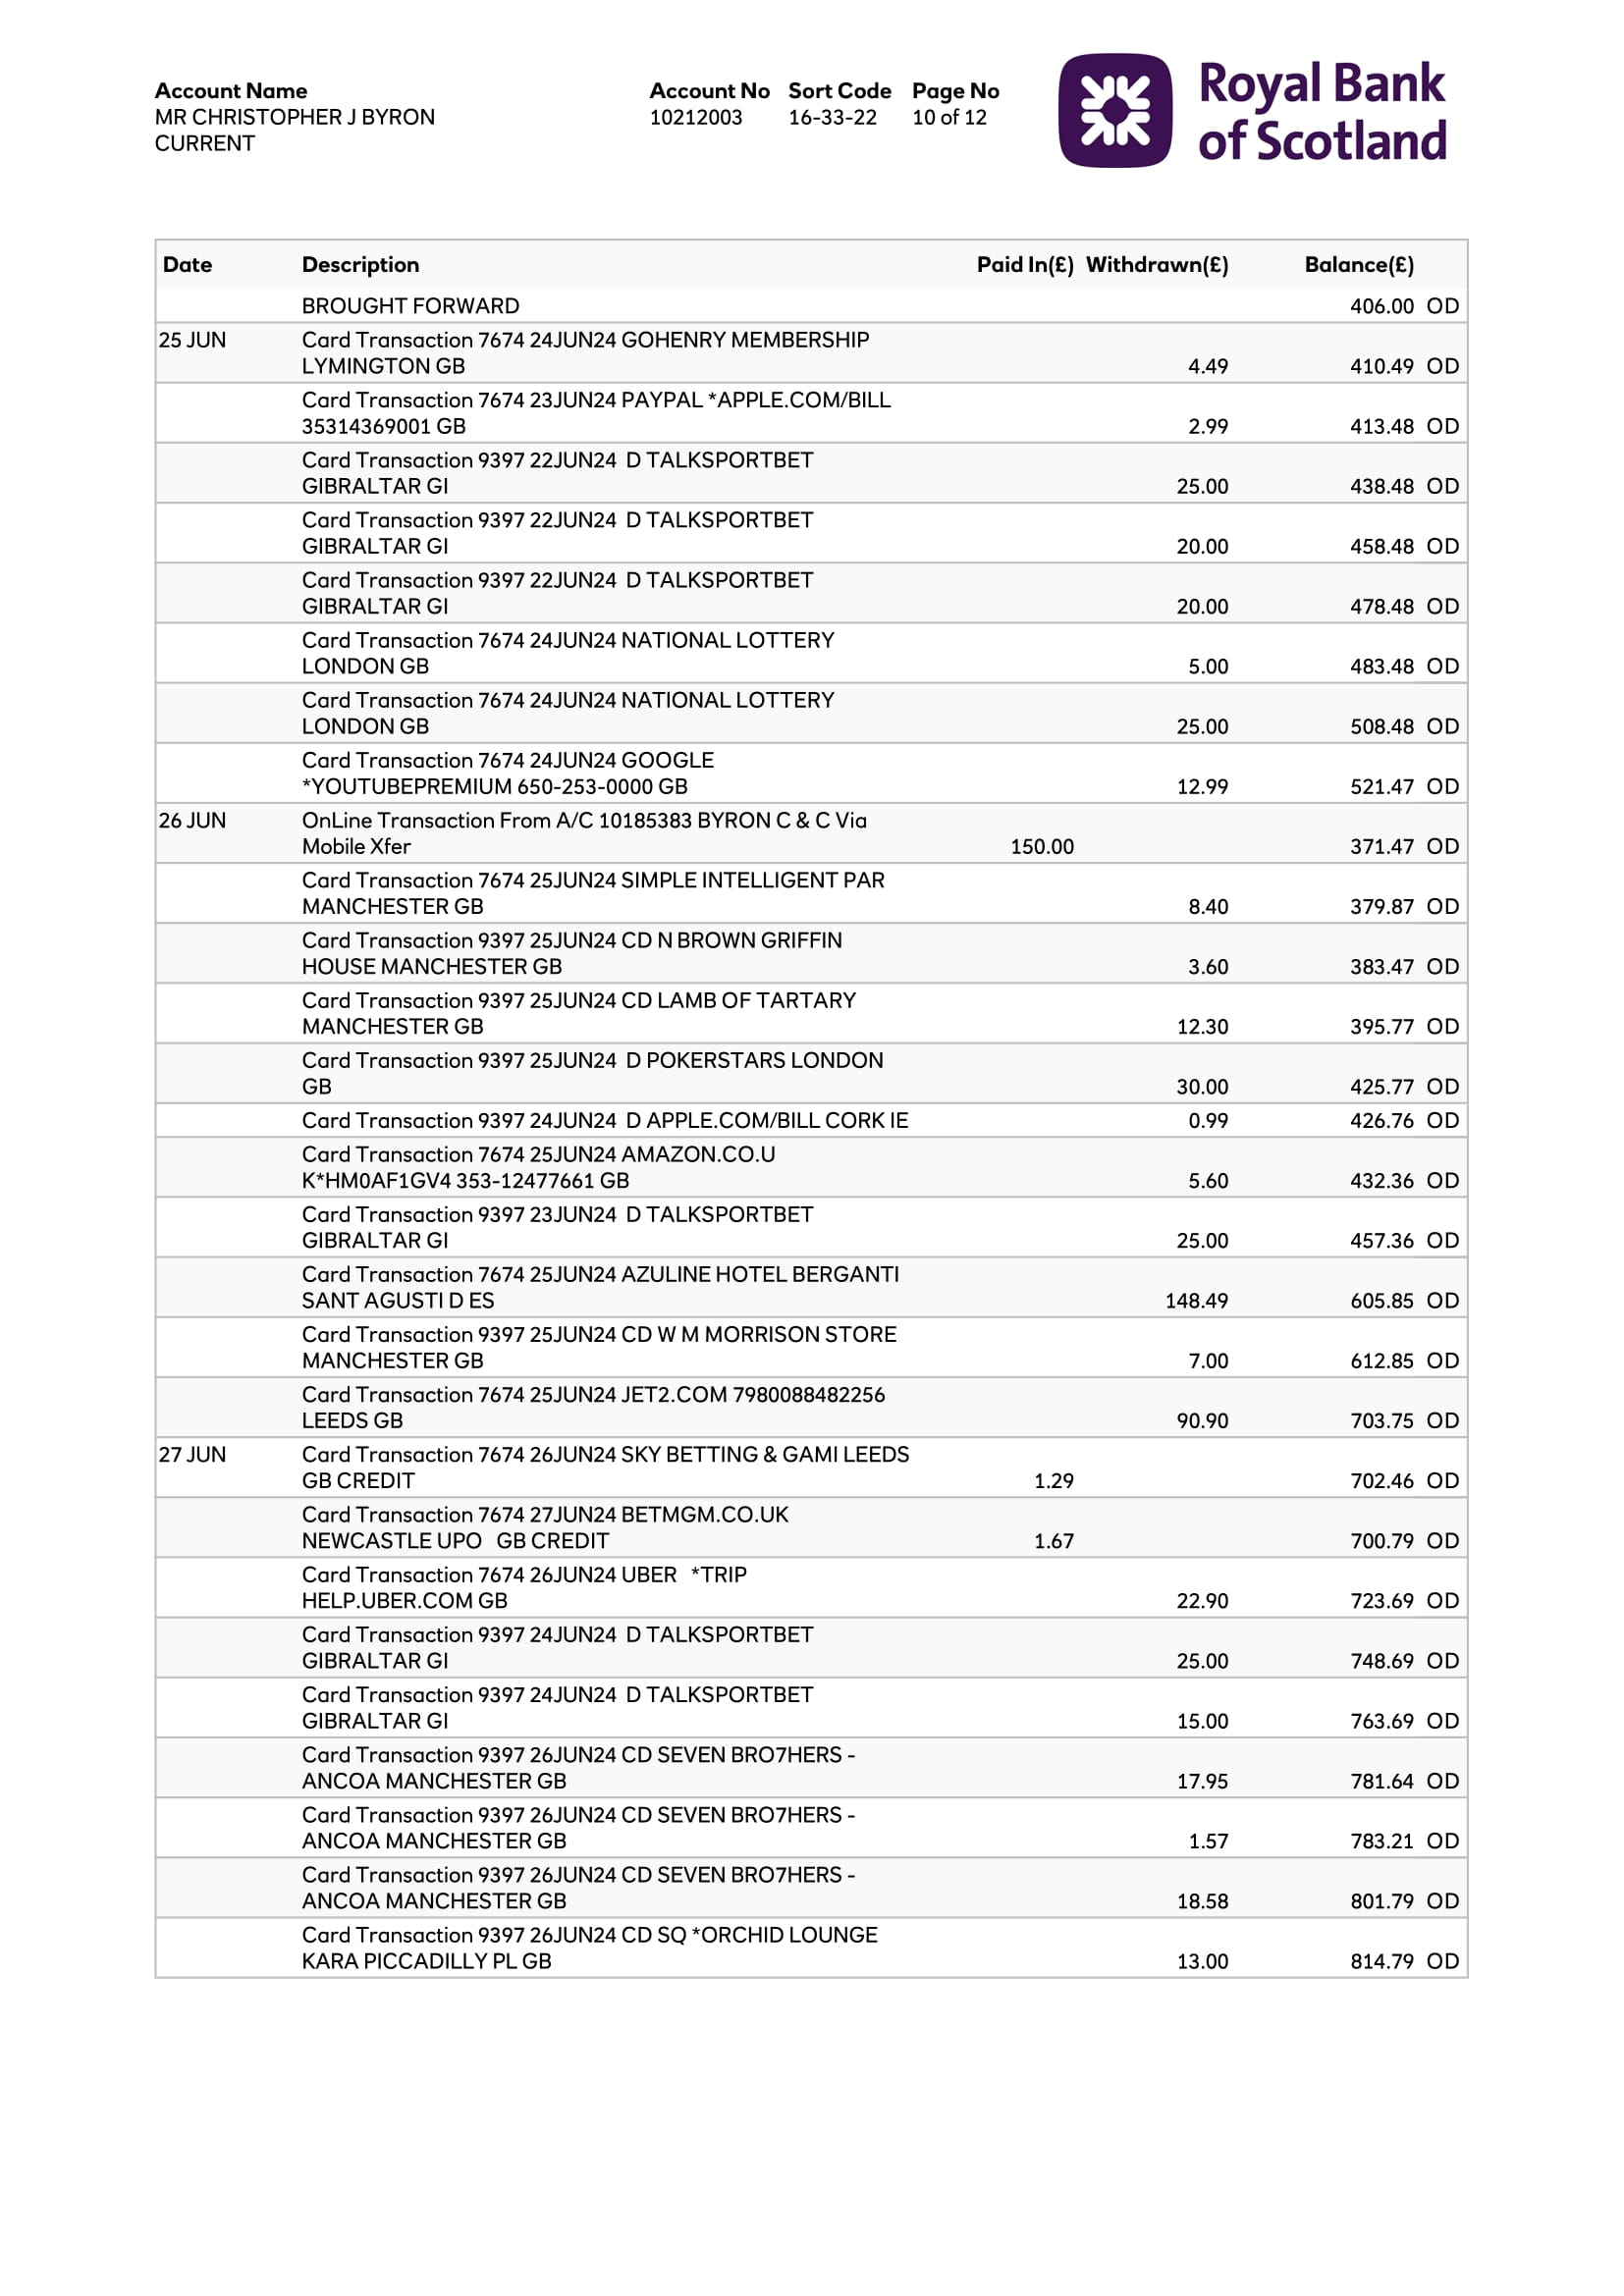 Account Name
MR CHRISTOPHER J BYRON
CURRENT
Account No Sort Code Page No
10212003 16-33-22 10 of 12
Royal Bank
of Scotland
Date Description Paid In(£) Withdrawn(£) Balance(£)
BROUGHT FORWARD 406.00 OD
25 JUN Card Transaction 7674 24JUN24 GOHENRY MEMBERSHIP
LYMINGTON GB 4.49 410.49 OD
Card Transaction 7674 23JUN24 PAYPAL *APPLE.COM/BILL
35314369001 GB 2.99 413.48 OD
Card Transaction 9397 22JUN24 D TALKSPORTBET
GIBRALTAR GI 25.00 438.48 OD
Card Transaction 9397 22JUN24 D TALKSPORTBET
GIBRALTAR GI 20.00 458.48 OD
Card Transaction 9397 22JUN24 D TALKSPORTBET
GIBRALTAR GI 20.00 478.48 OD
Card Transaction 7674 24JUN24 NATIONAL LOTTERY
LONDON GB 5.00 483.48 OD
Card Transaction 7674 24JUN24 NATIONAL LOTTERY
LONDON GB 25.00 508.48 OD
Card Transaction 7674 24JUN24 GOOGLE
*YOUTUBEPREMIUM 650-253-0000 GB 12.99 521.47 OD
26 JUN OnLine Transaction From A/C 10185383 BYRON C & C Via
Mobile Xfer 150.00 371.47 OD
Card Transaction 7674 25JUN24 SIMPLE INTELLIGENT PAR
MANCHESTER GB 8.40 379.87 OD
Card Transaction 9397 25JUN24 CD N BROWN GRIFFIN
HOUSE MANCHESTER GB 3.60 383.47 OD
Card Transaction 9397 25JUN24 CD LAMB OF TARTARY
MANCHESTER GB 12.30 395.77 OD
Card Transaction 9397 25JUN24 D POKERSTARS LONDON
GB 30.00 425.77 OD
Card Transaction 9397 24JUN24 D APPLE.COM/BILL CORK IE 0.99 426.76 OD
Card Transaction 7674 25JUN24 AMAZON.CO.U
K*HM0AF1GV4 353-12477661 GB 5.60 432.36 OD
Card Transaction 9397 23JUN24 D TALKSPORTBET
GIBRALTAR GI 25.00 457.36 OD
Card Transaction 7674 25JUN24 AZULINE HOTEL BERGANTI
SANT AGUSTI D ES 148.49 605.85 OD
Card Transaction 9397 25JUN24 CD W M MORRISON STORE
MANCHESTER GB 7.00 612.85 OD
Card Transaction 7674 25JUN24 JET2.COM 7980088482256
LEEDS GB 90.90 703.75 OD
27 JUN Card Transaction 7674 26JUN24 SKY BETTING & GAMI LEEDS
GB CREDIT 1.29 702.46 OD
Card Transaction 7674 27JUN24 BETMGM.CO.UK
NEWCASTLE UPO GB CREDIT 1.67 700.79 OD
Card Transaction 7674 26JUN24 UBER *TRIP
HELP.UBER.COM GB 22.90 723.69 OD
Card Transaction 9397 24JUN24 D TALKSPORTBET
GIBRALTAR GI 25.00 748.69 OD
Card Transaction 9397 24JUN24 D TALKSPORTBET
GIBRALTAR GI 15.00 763.69 OD
Card Transaction 9397 26JUN24 CD SEVEN BRO7HERS -
ANCOA MANCHESTER GB 17.95 781.64 OD
Card Transaction 9397 26JUN24 CD SEVEN BRO7HERS -
ANCOA MANCHESTER GB 1.57 783.21 OD
Card Transaction 9397 26JUN24 CD SEVEN BRO7HERS -
ANCOA MANCHESTER GB 18.58 801.79 OD
Card Transaction 9397 26JUN24 CD SQ *ORCHID LOUNGE
KARA PICCADILLY PL GB 13.00 814.79 OD